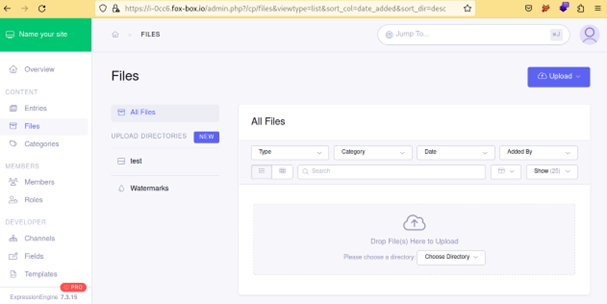 https://i-0cc6.fox-box.io/admin.php?/cp/files&viewtype=list&sort_col=date_added&sort_dir=desc
Name your site
FILES
Jump To...
⌘J
Overview
CONTENT
Entries
Files
Categories
MEMBERS
Members
Roles
DEVELOPER
Channels
Fields
Templates
PRO
ExpressionEngine 7.3.15
Files
Upload
All Files
UPLOAD DIRECTORIES NEW
test
Watermarks
All Files
Type Category Date Added By
Search Show (25)
Drop File(s) Here to Upload
Please choose a directory: Choose Directory